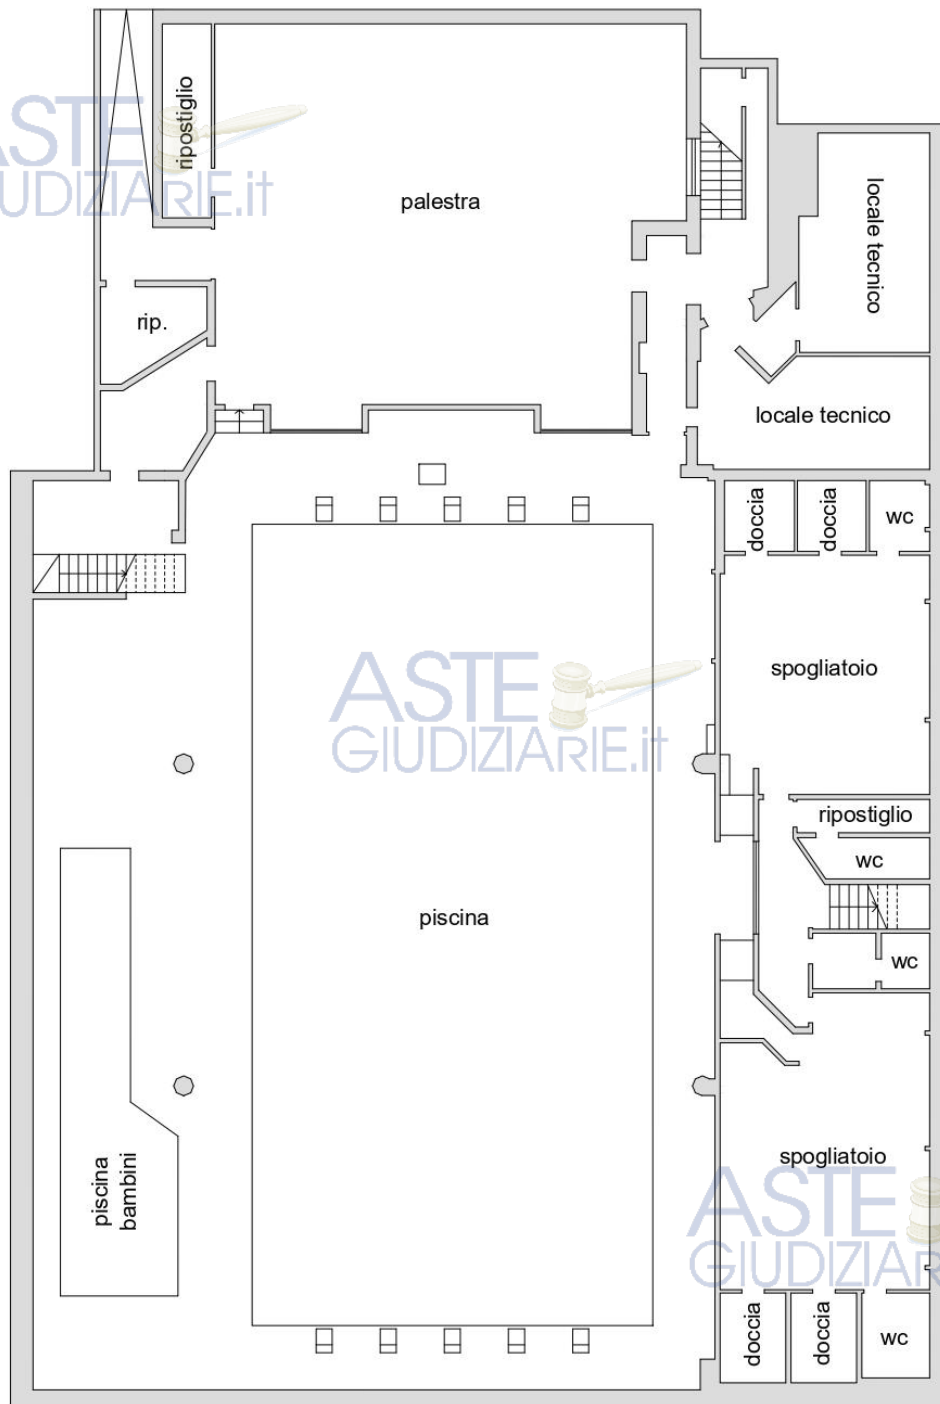 ripostiglio
ASTE
GIUDIZIARIE.it
palestra
locale tecnico
rip.
locale tecnico
doccia
doccia
wc
ASTE
GIUDIZIARIE.it
spogliatoio
ripostiglio
wc
piscina
wc
piscina
bambini
spogliatoio
ASTE
GIUDIZIARIE
doccia
doccia
wc